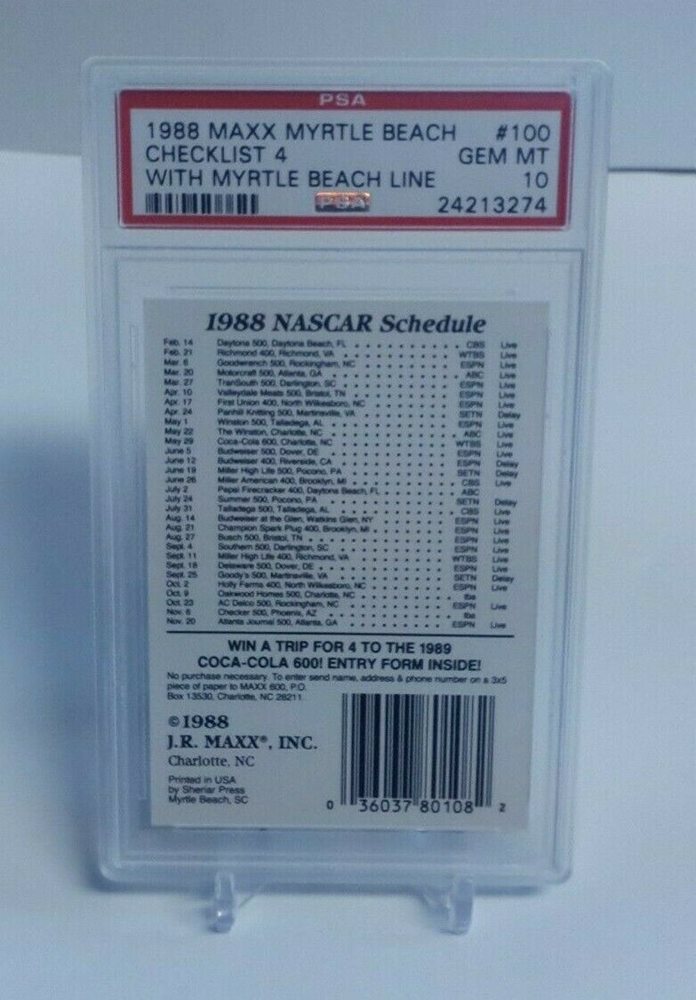 PSA
1988 MAXX MYRTLE BEACH #100
CHECKLIST 4 GEM MT
WITH MYRTLE BEACH LINE 10
PSA 24213274
1988 NASCAR Schedule
Feb. 14 Daytona 500, Daytona Beach, FL CBS Live
Feb. 21 Richmond 400, Richmond, VA WTBS Live
Mar. 6 Goodwrench 500, Rockingham, NC ESPN Live
Mar. 20 Motorcraft 500, Atlanta, GA ABC Live
Mar. 27 TranSouth 500, Darlington, SC ESPN Live
Apr. 10 Valleydale Meats 500, Bristol, TN ESPN Live
Apr. 17 First Union 400, North Wilkesboro, NC ESPN Live
Apr. 24 Panhill Knitting 500, Martinsville, VA SETN Delay
May 1 Winston 500, Talladega, AL ESPN Live
May 22 The Winston, Charlotte, NC ABC Live
May 29 Coca-Cola 600, Charlotte, NC WTBS Live
June 5 Budweiser 500, Dover, DE ESPN Live
June 12 Budweiser 400, Riverside, CA ESPN Delay
June 19 Miller High Life 500, Pocono, PA SETN Delay
June 26 Miller American 400, Brooklyn, MI CBS Live
July 2 Pepsi Firecracker 400, Daytona Beach, FL ABC
July 24 Summer 500, Pocono, PA SETN Delay
July 31 Talladega 500, Talladega, AL CBS Live
Aug. 14 Budweiser at the Glen, Watkins Glen, NY ESPN Live
Aug. 21 Champion Spark Plug 400, Brooklyn, MI ESPN Live
Aug. 27 Busch 500, Bristol, TN ESPN Live
Sept. 4 Southern 500, Darlington, SC ESPN Live
Sept. 11 Miller High Life 400, Richmond, VA WTBS Live
Sept. 18 Delaware 500, Dover, DE ESPN Live
Sept. 25 Goody's 500, Martinsville, VA SETN Delay
Oct. 2 Holly Farms 400, North Wilkesboro, NC ESPN Live
Oct. 9 Oakwood Homes 500, Charlotte, NC tba
Oct. 23 AC Delco 500, Rockingham, NC ESPN Live
Nov. 6 Checker 500, Phoenix, AZ tba
Nov. 20 Atlanta Journal 500, Atlanta, GA ESPN Live
WIN A TRIP FOR 4 TO THE 1989
COCA-COLA 600! ENTRY FORM INSIDE!
No purchase necessary. To enter send name, address & phone number on a 3x5
piece of paper to MAXX 600, P.O.
Box 13530, Charlotte, NC 28211
©1988
J.R. MAXX®, INC.
Charlotte, NC
Printed in USA
by Sheriar Press
Myrtle Beach, SC
0 36037 80108 2